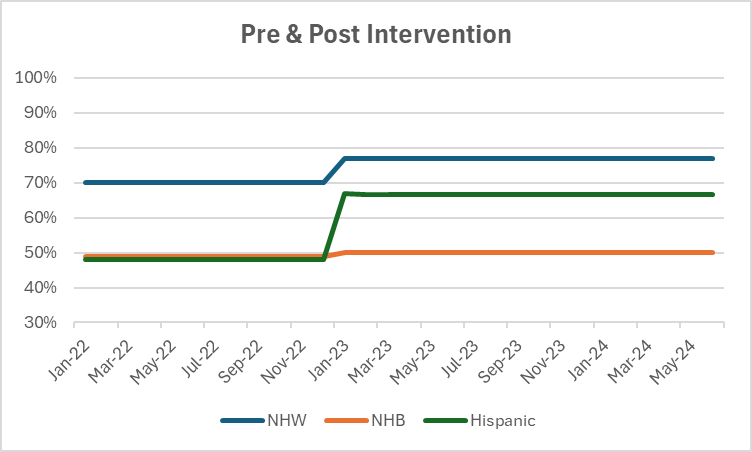 Pre & Post Intervention
100%
90%
80%
70%
60%
50%
40%
30%
Jan-22 Mar-22 May-22 Jul-22 Sep-22 Nov-22 Jan-23 Mar-23 May-23 Jul-23 Sep-23 Nov-23 Jan-24 Mar-24 May-24
NHW NHB Hispanic